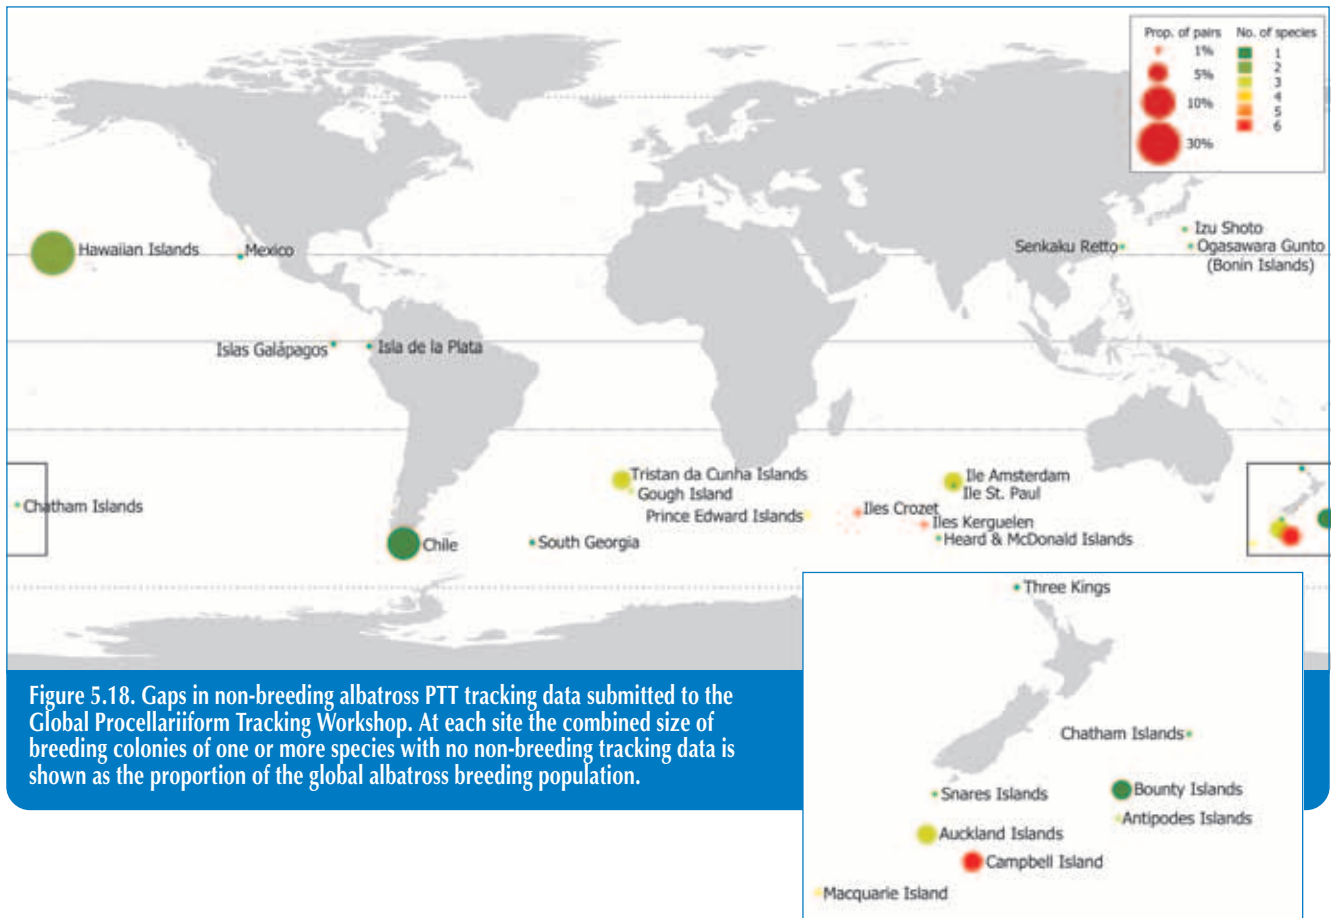 Prop. of pairs No. of species
1% 1
2
5% 3
10% 4
5
6
30%
Hawaiian Islands
Mexico
Senkaku Retto
Izu Shoto
Ogasawara Gunto
(Bonin Islands)
Islas Galápagos
Isla de la Plata
Chatham Islands
Chile
South Georgia
Tristan da Cunha Islands
Gough Island
Prince Edward Islands
Iles Crozet
Ile Amsterdam
Ile St. Paul
Iles Kerguelen
Heard & McDonald Islands
Three Kings
Chatham Islands
Snares Islands
Bounty Islands
Antipodes Islands
Auckland Islands
Campbell Island
Macquarie Island
Figure 5.18. Gaps in non-breeding albatross PTT tracking data submitted to the
Global Procellariiform Tracking Workshop. At each site the combined size of
breeding colonies of one or more species with no non-breeding tracking data is
shown as the proportion of the global albatross breeding population.